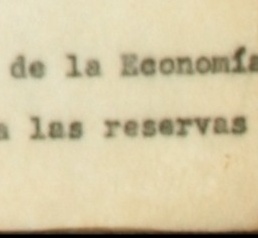 de la Economía
a las reservas